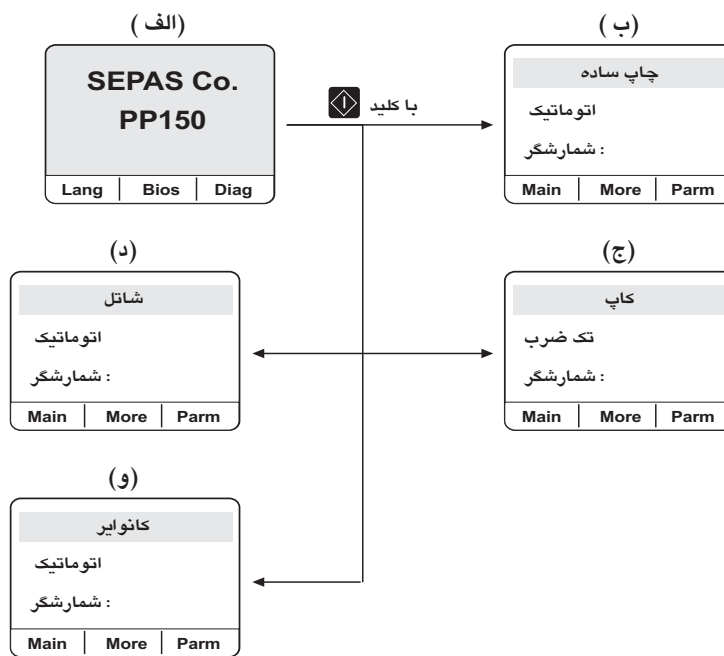 (الف)
SEPAS Co.
PP150
Lang Bios Diag
با کلید
(ب)
چاپ ساده
اتوماتیک
شمارشگر :
Main More Parm
(د)
شاتل
اتوماتیک
شمارشگر :
Main More Parm
(ج)
کاپ
تک ضرب
شمارشگر :
Main More Parm
(و)
کانوایر
اتوماتیک
شمارشگر :
Main More Parm